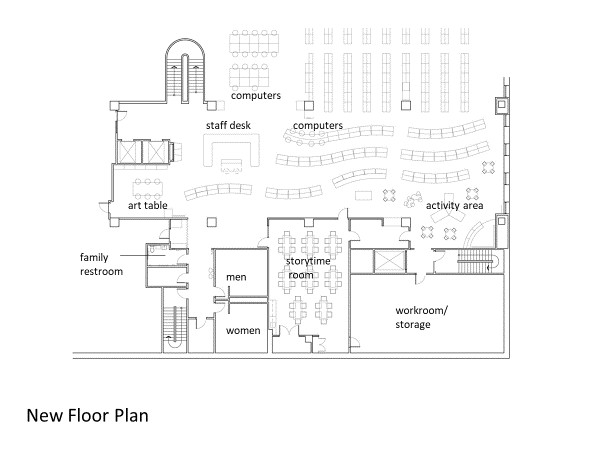 computers
staff desk
computers
art table
activity area
family
restroom
men
storytime
room
women
workroom/
storage
New Floor Plan